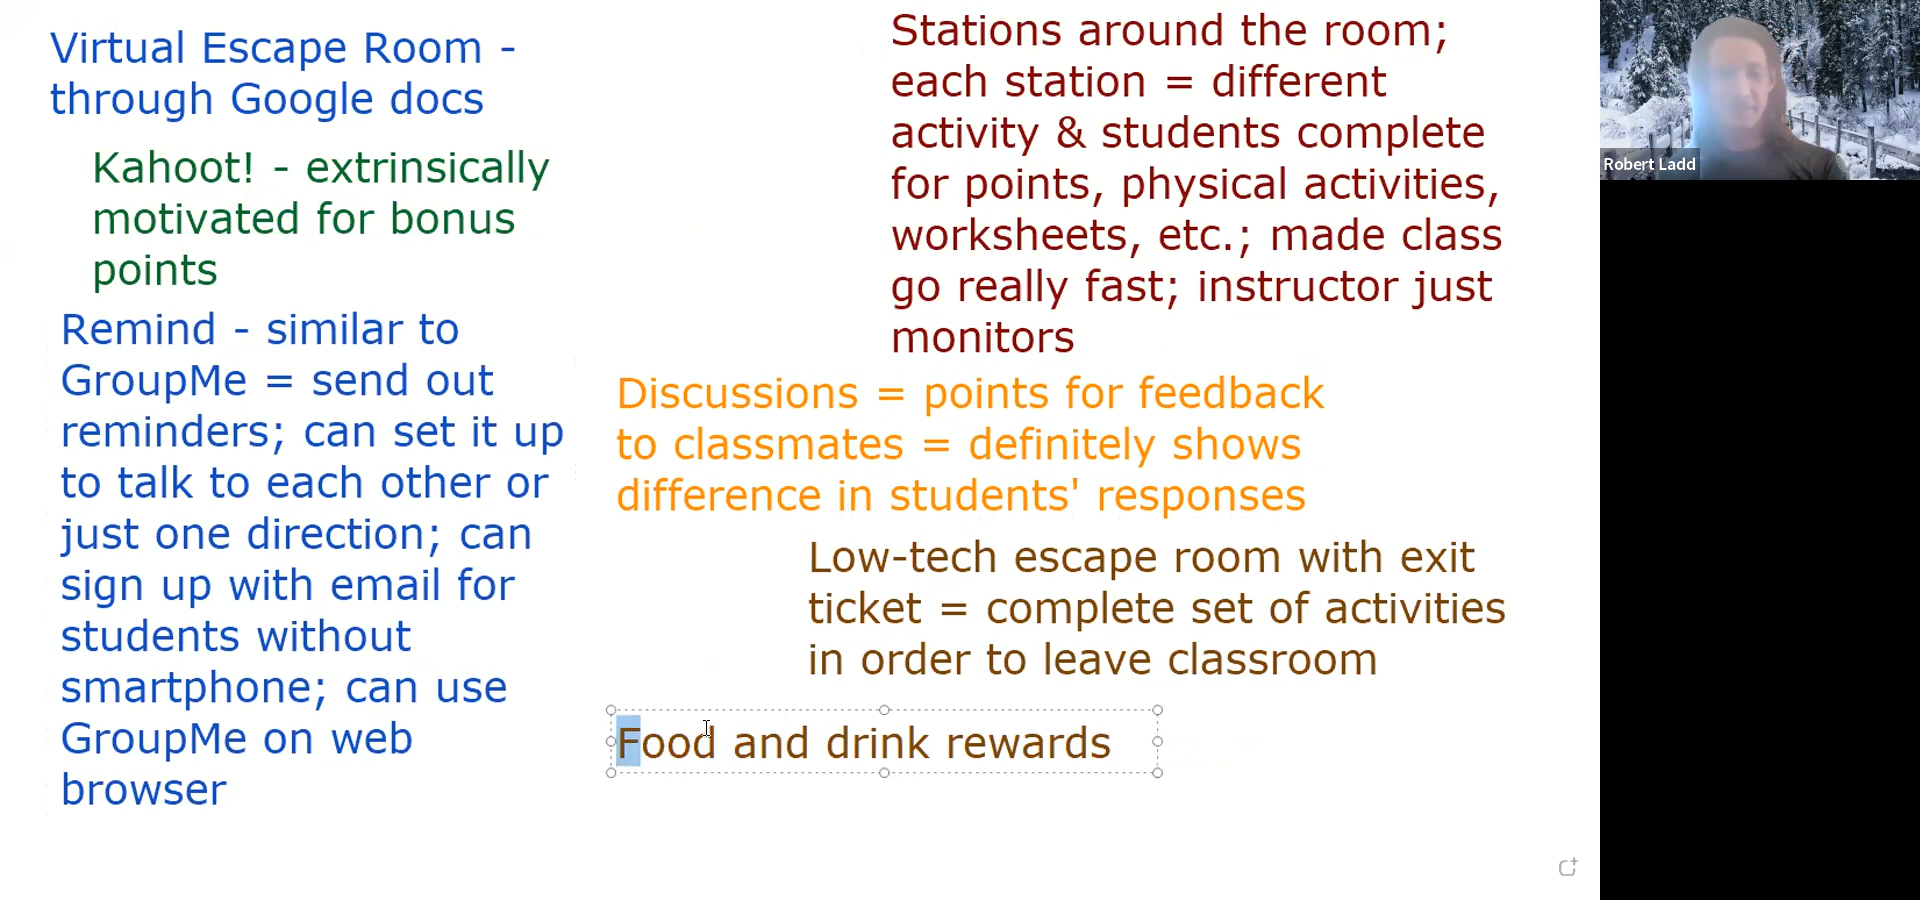 Virtual Escape Room -
through Google docs
Kahoot! - extrinsically
motivated for bonus
points
Remind - similar to
GroupMe = send out
reminders; can set it up
to talk to each other or
just one direction; can
sign up with email for
students without
smartphone; can use
GroupMe on web
browser
Stations around the room;
each station = different
activity & students complete
for points, physical activities,
worksheets, etc.; made class
go really fast; instructor just
monitors
Discussions = points for feedback
to classmates = definitely shows
difference in students' responses
Low-tech escape room with exit
ticket = complete set of activities
in order to leave classroom
Food and drink rewards
Robert Ladd